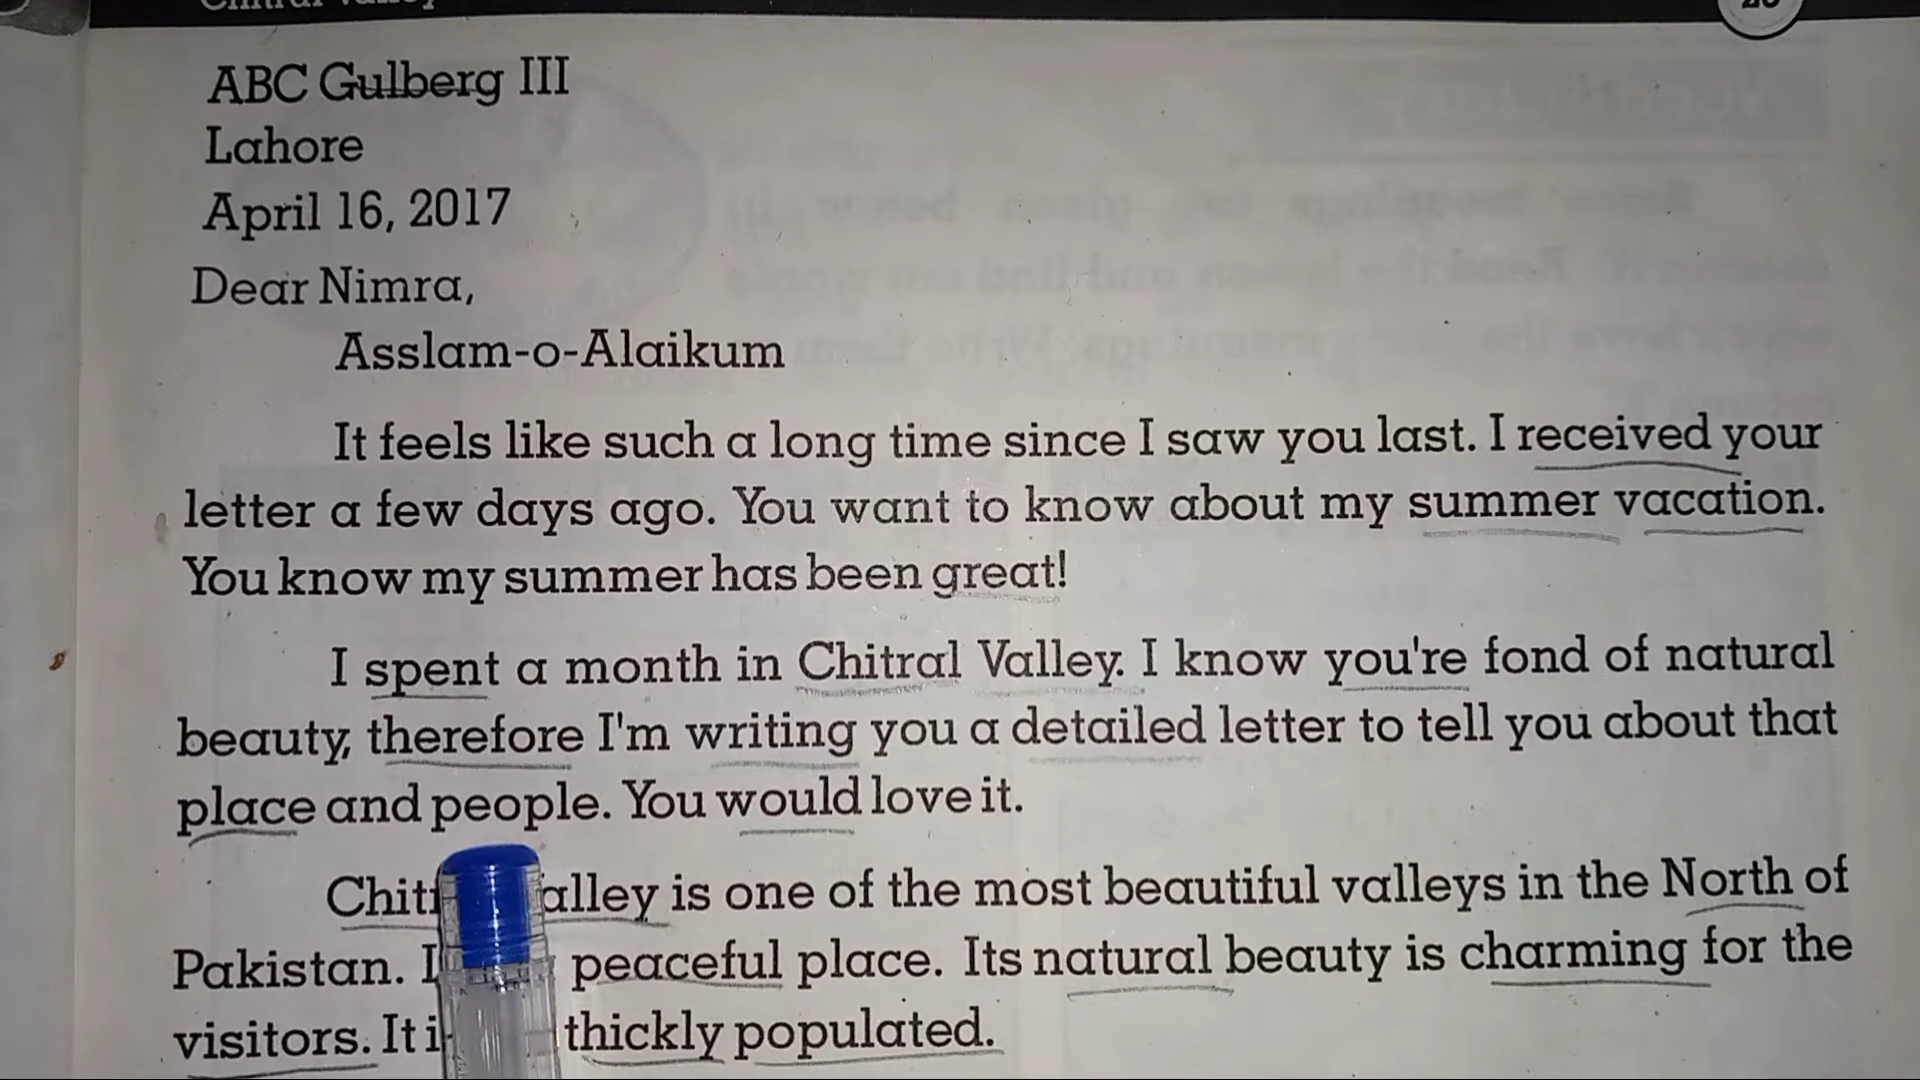 ABC Gulberg III
Lahore
April 16, 2017
Dear Nimra,
Asslam-o-Alaikum
It feels like such a long time since I saw you last. I received your
letter a few days ago. You want to know about my summer vacation.
You know my summer has been great!
I spent a month in Chitral Valley. I know you're fond of natural
beauty, therefore I'm writing you a detailed letter to tell you about that
place and people. You would love it.
is one of the most beautiful valleys in the North of
Pakistan. peaceful place. Its natural beauty is charming for the
visitors. It thickly populated.